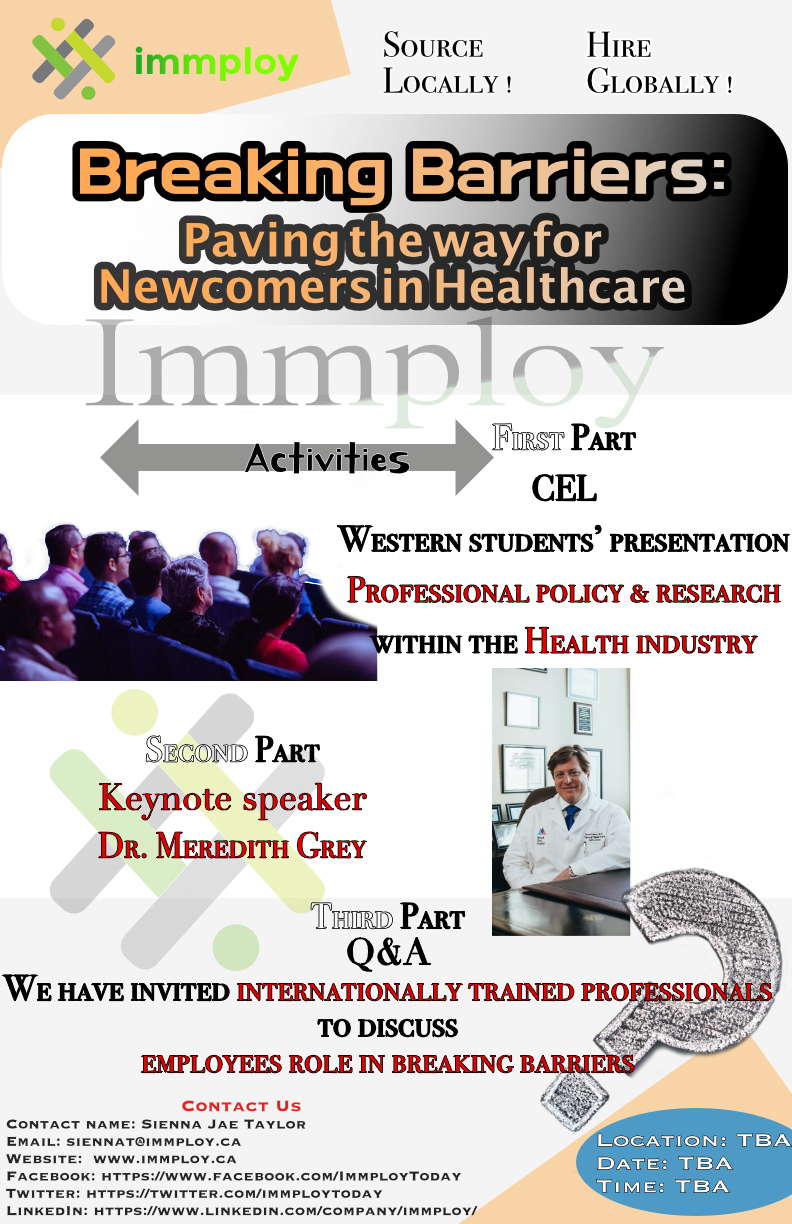 immploy
Source
Locally !
Hire
Globally !
Breaking Barriers:
Paving the way for
Newcomers in Healthcare
Immploy
Activities
First Part
CEL
Western students’ presentation
Professional policy & research
within the Health industry
Second Part
Keynote speaker
Dr. Meredith Grey
Third Part
Q&A
We have invited internationally trained professionals
to discuss
employees role in breaking barriers
Contact Us
Contact name: Sienna Jae Taylor
Email: siennat@immploy.ca
Website: www.immploy.ca
Facebook: https://www.facebook.com/ImmployToday
Twitter: https://twitter.com/immploytoday
LinkedIn: https://www.linkedin.com/company/immploy/
Location: TBA
Date: TBA
Time: TBA